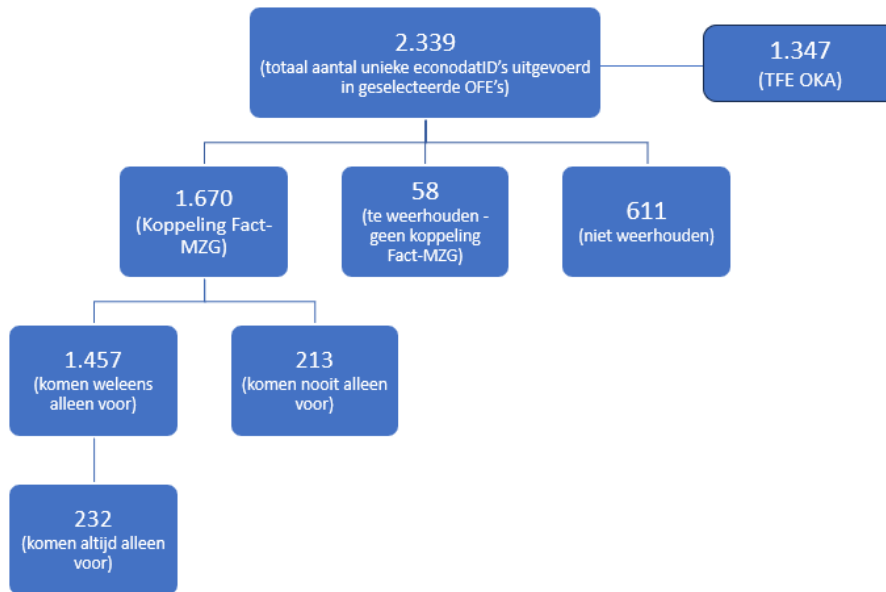 2.339
(totaal aantal unieke econodatID’s uitgevoerd
in geselecteerde OFE’s)
1.347
(TFE OKA)
1.670
(Koppeling Fact-
MZG)
58
(te weerhouden -
geen koppeling
Fact-MZG)
611
(niet weerhouden)
1.457
(komen weleens
alleen voor)
213
(komen nooit alleen
voor)
232
(komen altijd alleen
voor)